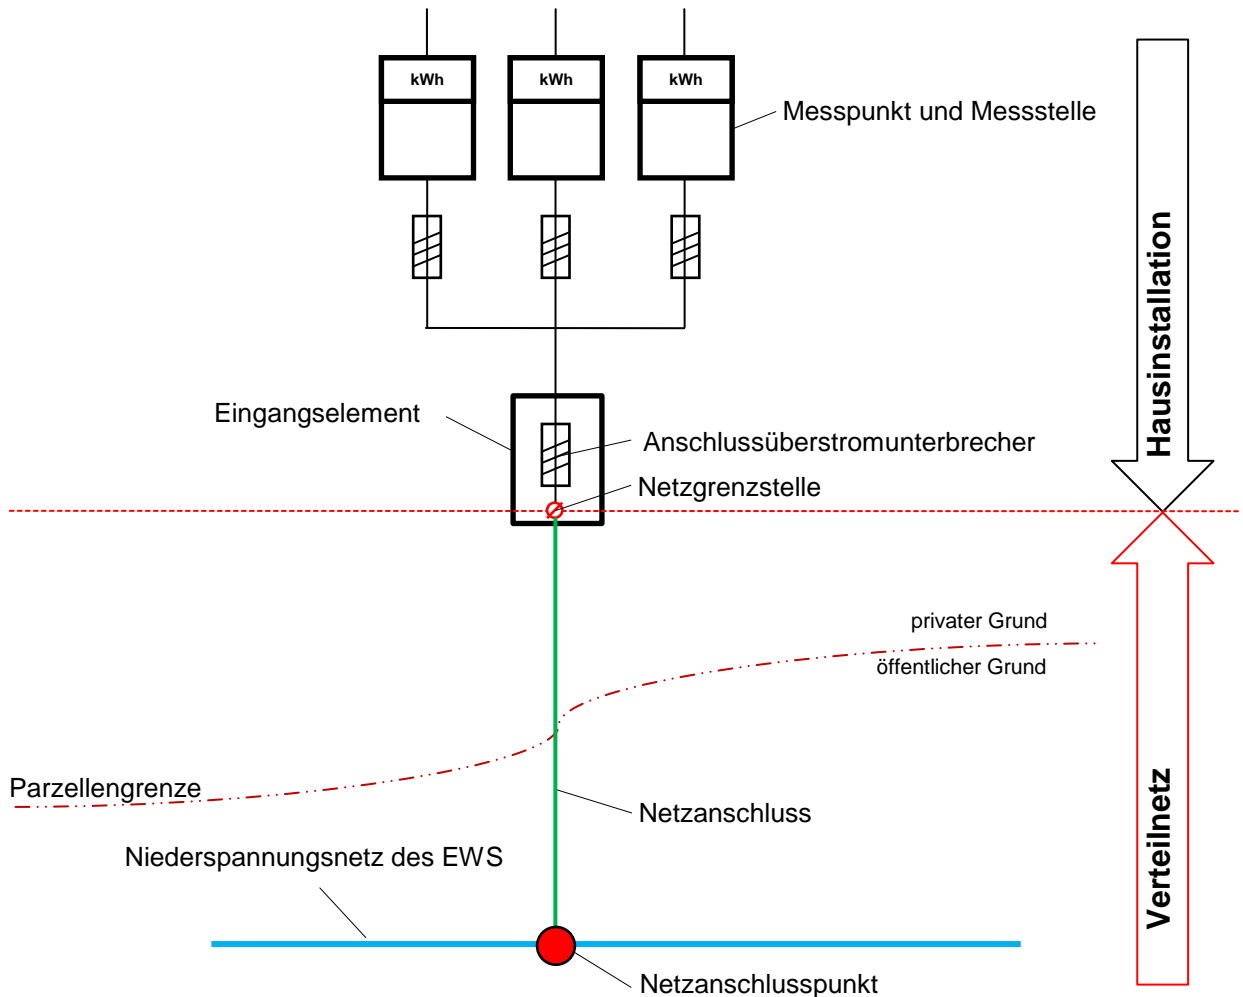 kWh
kWh
kWh
Messpunkt und Messstelle
Hausinstallation
Eingangselement
Anschlussüberstromunterbrecher
Netzgrenzstelle
privater Grund
öffentlicher Grund
Parzellengrenze
Netzanschluss
Verteilnetz
Niederspannungsnetz des EWS
Netzanschlusspunkt